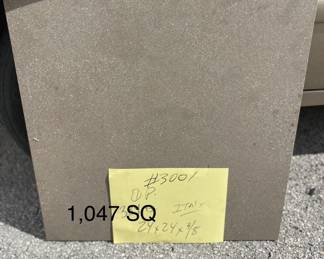 #3001
D.P.
1,047 SQ
ITALY
24x24x3/8